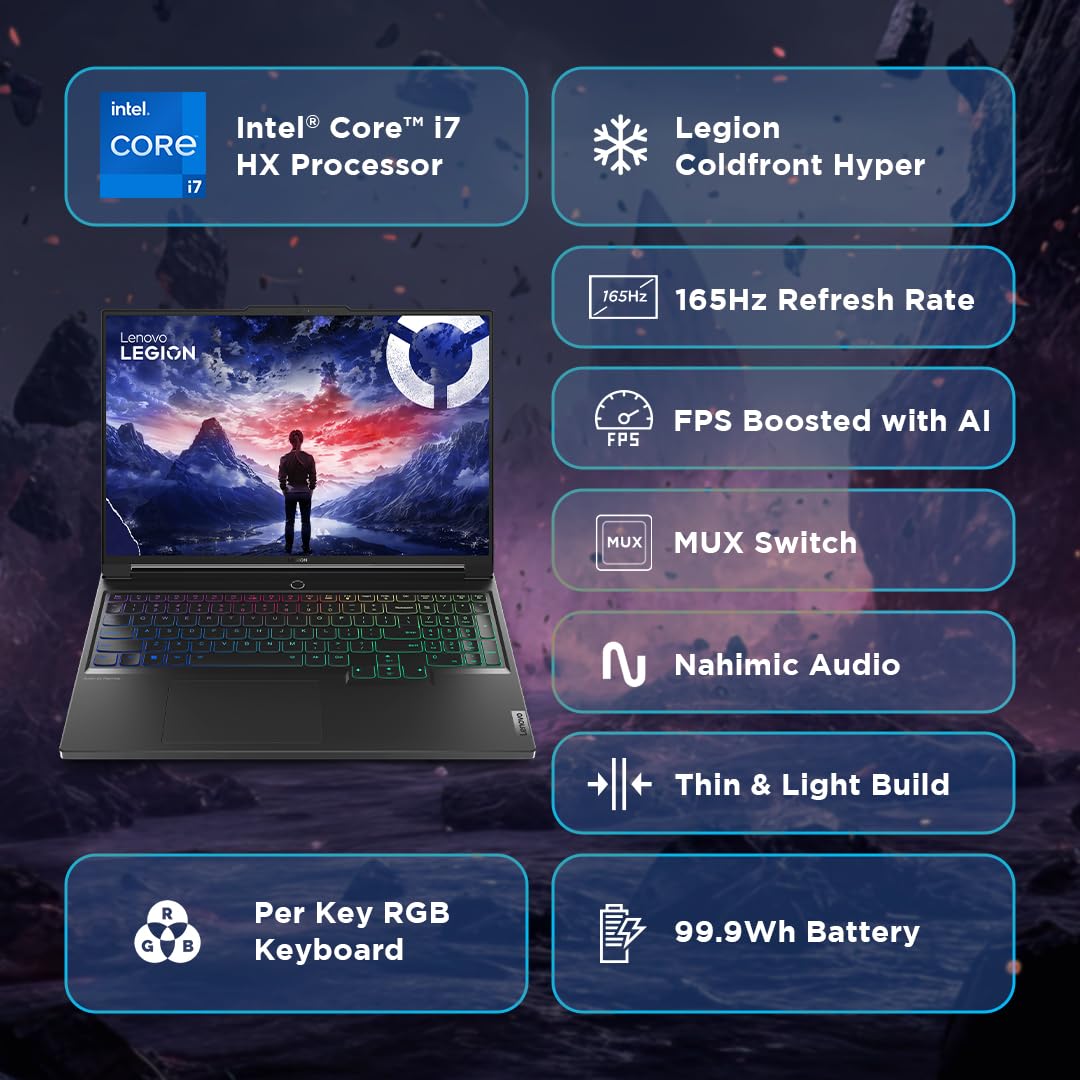 intel.
CORE
i7
Intel® Core™ i7
HX Processor
Legion
Coldfront Hyper
165Hz
165Hz Refresh Rate
Lenovo
LEGION
FPS
FPS Boosted with AI
MUX
MUX Switch
Nahimic Audio
Lenovo
Thin & Light Build
R
G B
Per Key RGB
Keyboard
99.9Wh Battery